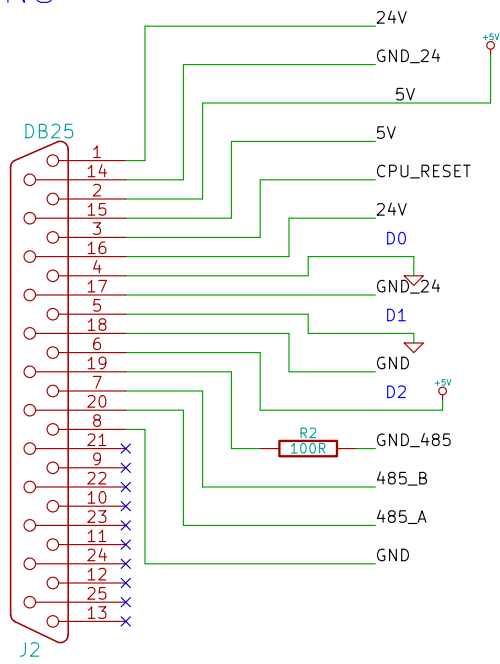 24V
+5V
GND_24
5V
DB25
5V
1
14
CPU_RESET
2
15
24V
3
16
D0
4
17
GND_24
5
D1
18
6
GND
19
D2
+5V
7
20
R2
GND_485
8
100R
21
9
485_B
22
10
485_A
23
11
GND
24
12
25
13
J2